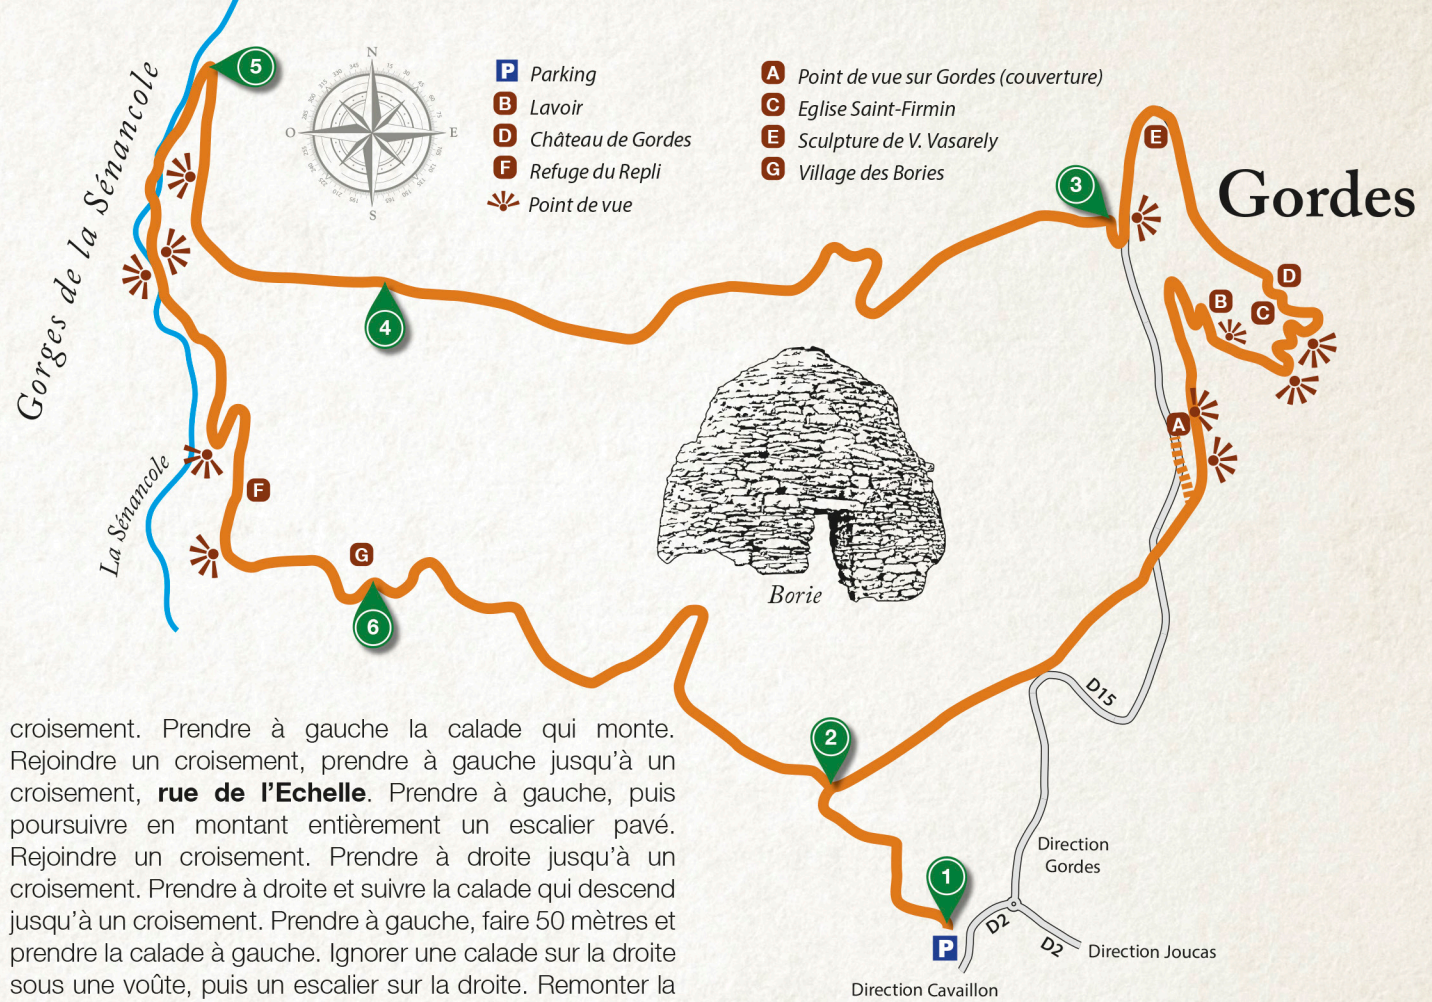 Gorges de la Sénancole
5
N
O
E
S
P Parking
B Lavoir
D Château de Gordes
F Refuge du Repli
Point de vue
A Point de vue sur Gordes (couverture)
C Eglise Saint-Firmin
E Sculpture de V. Vasarely
G Village des Bories
E
3
Gordes
D
B
C
4
A
La Sénancole
F
G
Borie
6
D15
2
croisement. Prendre à gauche la calade qui monte.
Rejoindre un croisement, prendre à gauche jusqu'à un
croisement, rue de l'Echelle. Prendre à gauche, puis
poursuivre en montant entièrement un escalier pavé.
Rejoindre un croisement. Prendre à droite jusqu'à un
croisement. Prendre à droite et suivre la calade qui descend
jusqu'à un croisement. Prendre à gauche, faire 50 mètres et
prendre la calade à gauche. Ignorer une calade sur la droite
sous une voûte, puis un escalier sur la droite. Remonter la
Direction
Gordes
1
P
D2
D2
Direction Joucas
Direction Cavaillon